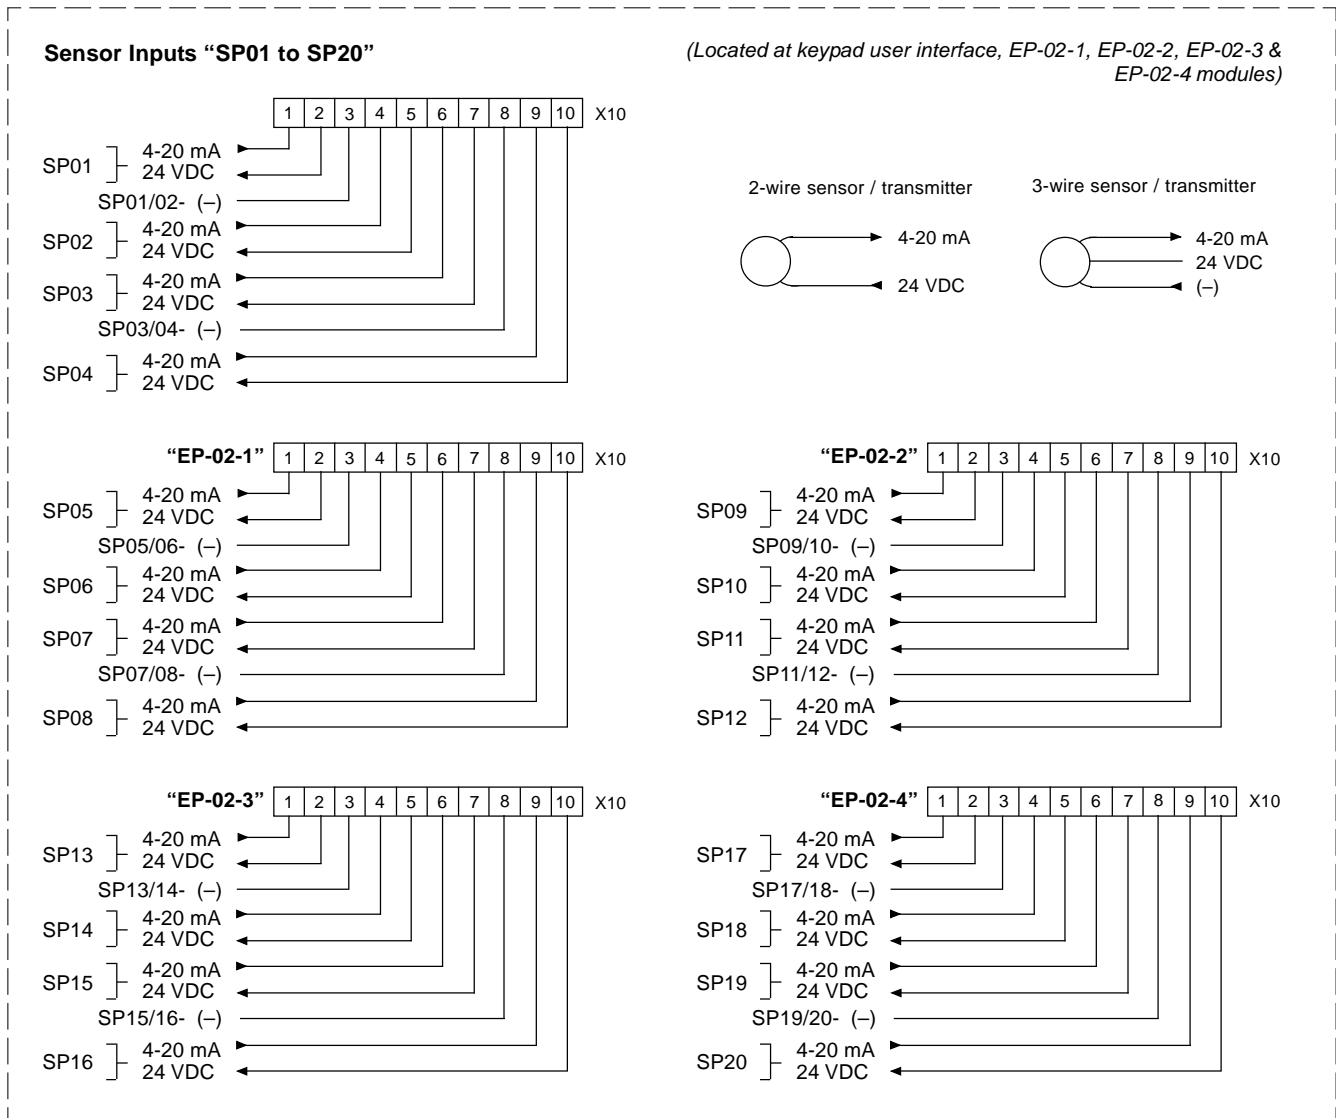 Sensor Inputs “SP01 to SP20”
(Located at keypad user interface, EP-02-1, EP-02-2, EP-02-3 &
EP-02-4 modules)
1 2 3 4 5 6 7 8 9 10 X10
SP01 4-20 mA
24 VDC
SP01/02- (–)
SP02 4-20 mA
24 VDC
SP03 4-20 mA
24 VDC
SP03/04- (–)
SP04 4-20 mA
24 VDC
2-wire sensor / transmitter
4-20 mA
24 VDC
3-wire sensor / transmitter
4-20 mA
24 VDC
(–)
“EP-02-1” 1 2 3 4 5 6 7 8 9 10 X10
SP05 4-20 mA
24 VDC
SP05/06- (–)
SP06 4-20 mA
24 VDC
SP07 4-20 mA
24 VDC
SP07/08- (–)
SP08 4-20 mA
24 VDC
“EP-02-2” 1 2 3 4 5 6 7 8 9 10 X10
SP09 4-20 mA
24 VDC
SP09/10- (–)
SP10 4-20 mA
24 VDC
SP11 4-20 mA
24 VDC
SP11/12- (–)
SP12 4-20 mA
24 VDC
“EP-02-3” 1 2 3 4 5 6 7 8 9 10 X10
SP13 4-20 mA
24 VDC
SP13/14- (–)
SP14 4-20 mA
24 VDC
SP15 4-20 mA
24 VDC
SP15/16- (–)
SP16 4-20 mA
24 VDC
“EP-02-4” 1 2 3 4 5 6 7 8 9 10 X10
SP17 4-20 mA
24 VDC
SP17/18- (–)
SP18 4-20 mA
24 VDC
SP19 4-20 mA
24 VDC
SP19/20- (–)
SP20 4-20 mA
24 VDC